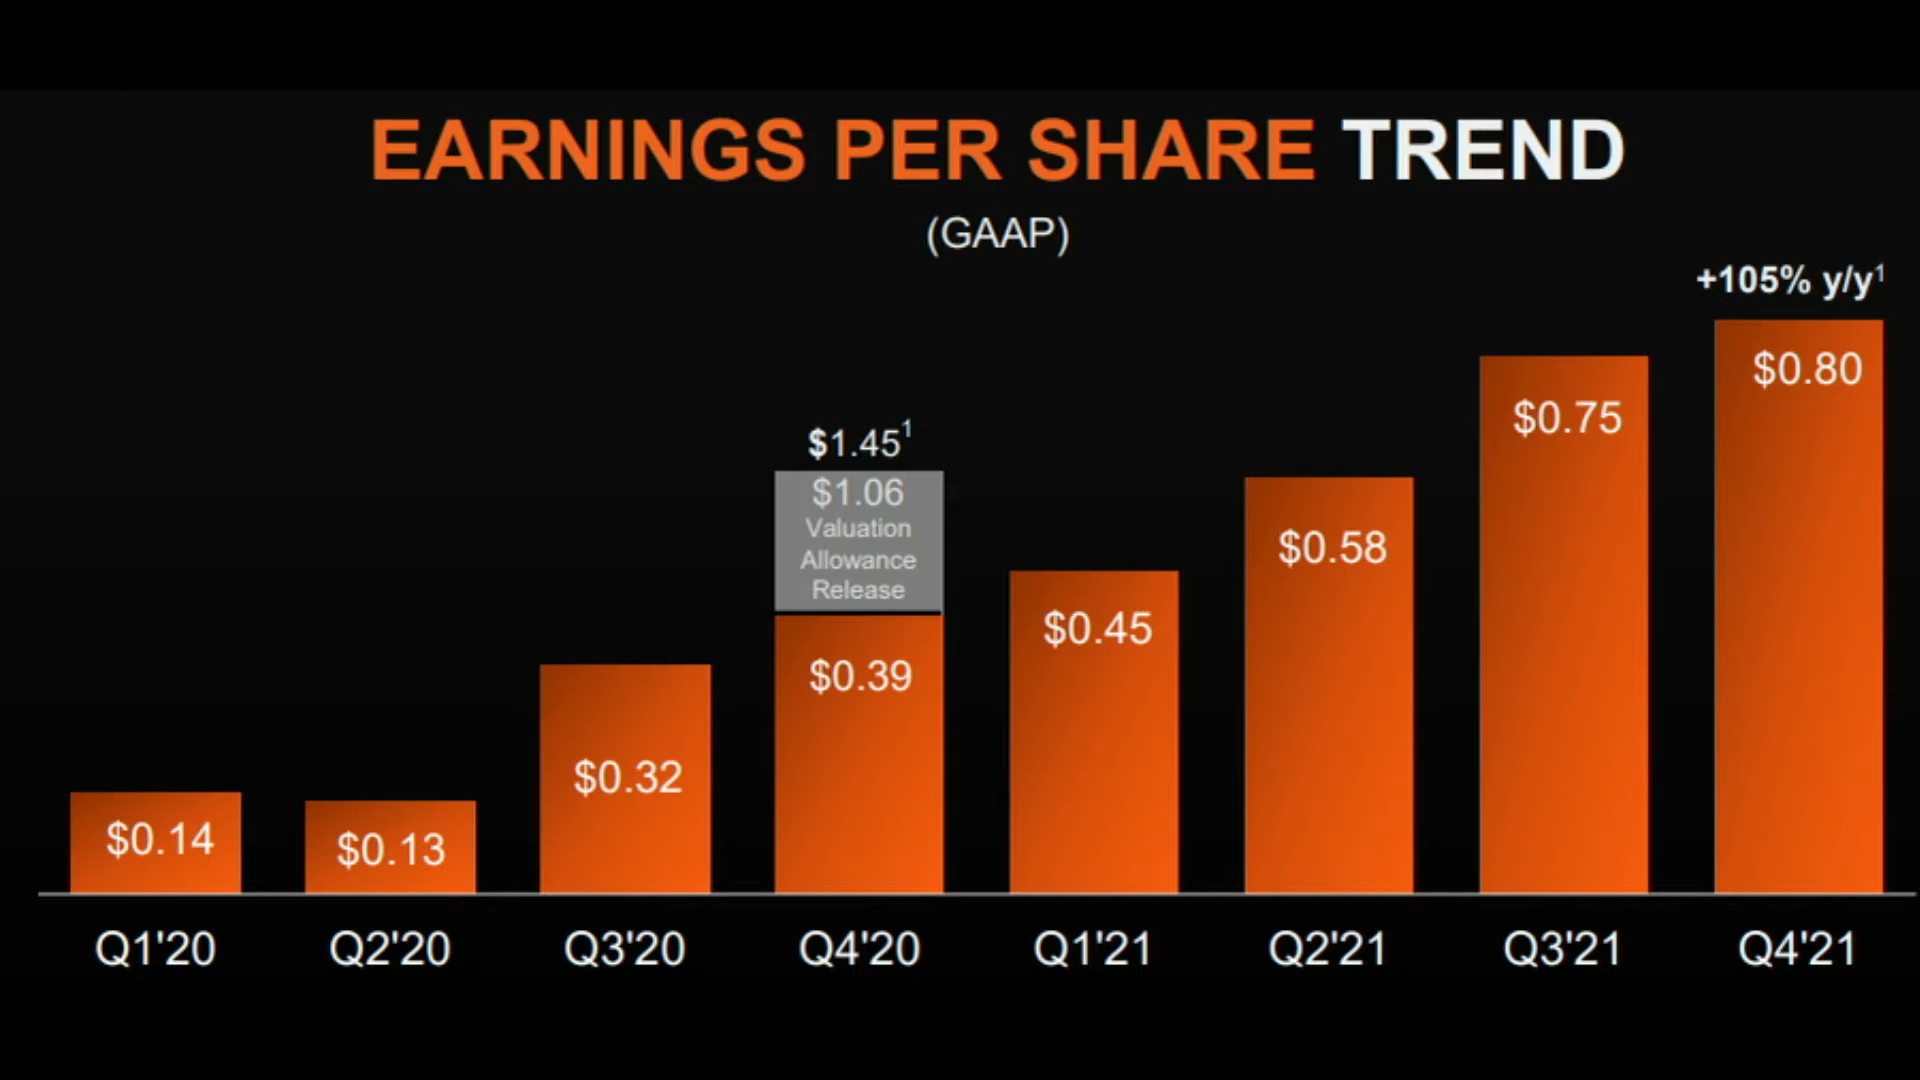 EARNINGS PER SHARE TREND
(GAAP)
+105% y/y¹
$1.45¹
$1.06
Valuation
Allowance
Release
$0.14
$0.13
$0.32
$0.39
$0.45
$0.58
$0.75
$0.80
Q1'20
Q2'20
Q3'20
Q4'20
Q1'21
Q2'21
Q3'21
Q4'21